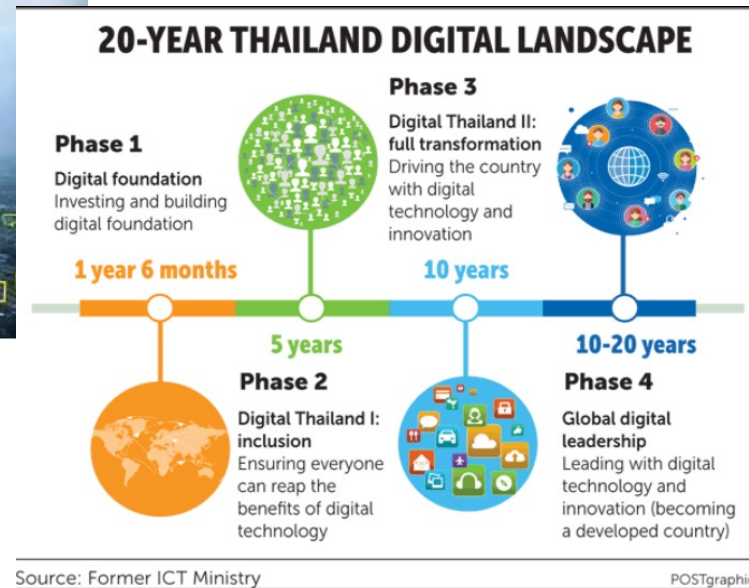 20-YEAR THAILAND DIGITAL LANDSCAPE
Phase 1
Digital foundation
Investing and building
digital foundation
1 year 6 months
Phase 2
Digital Thailand I:
inclusion
Ensuring everyone
can reap the
benefits of digital
technology
5 years
Phase 3
Digital Thailand II:
full transformation
Driving the country
with digital
technology and
innovation
10 years
Phase 4
Global digital
leadership
Leading with digital
technology and
innovation (becoming
a developed country)
10-20 years
Source: Former ICT Ministry
POSTgraphic